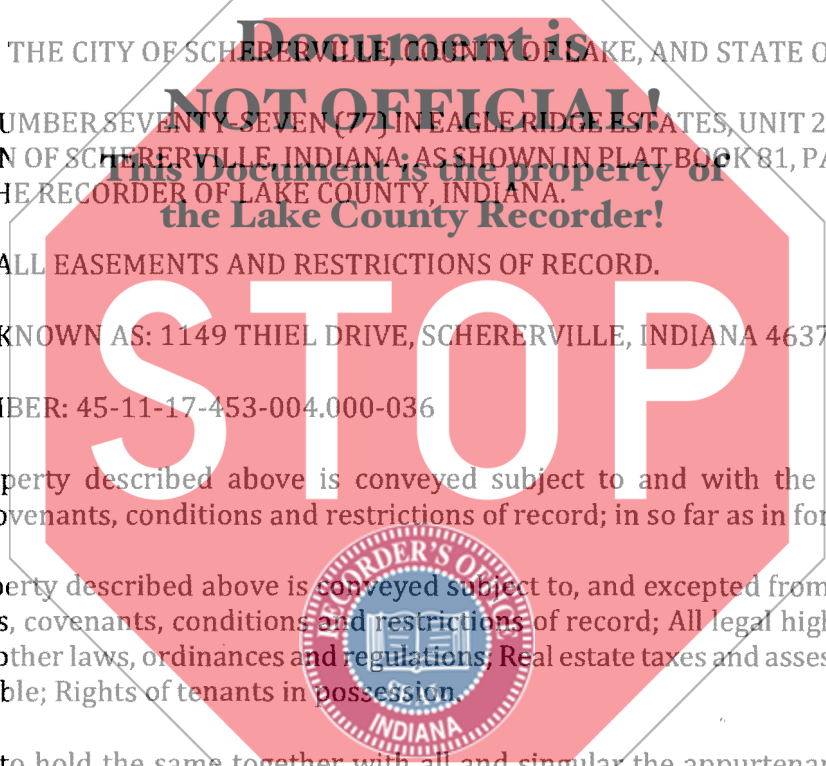 Document is
THE CITY OF SCHERERVILLE, COUNTY OF LAKE, AND STATE O
NOT OFFICIAL!
UMBER SEVENTY-SEVEN (77) IN EAGLE RIDGE ESTATES, UNIT 2
N OF SCHERERVILLE, INDIANA, AS SHOWN IN PLAT BOOK 81, PA
This Document is the property of
HE RECORDER OF LAKE COUNTY, INDIANA.
the Lake County Recorder!
ALL EASEMENTS AND RESTRICTIONS OF RECORD.
STOP
KNOWN AS: 1149 THIEL DRIVE, SCHERERVILLE, INDIANA 4637
BER: 45-11-17-453-004.000-036
perty described above is conveyed subject to and with the
ovenants, conditions and restrictions of record; in so far as in for
RECORDER'S OFFICE
erty described above is conveyed subject to, and excepted from
s, covenants, conditions and restrictions of record; All legal high
other laws, ordinances and regulations; Real estate taxes and asses
ble; Rights of tenants in possession.
INDIANA
to hold the same together with all and singular the appurtenan